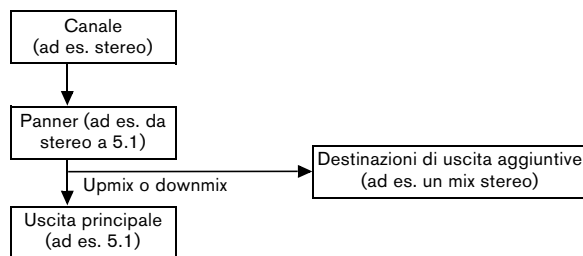 Canale
(ad es. stereo)
Panner (ad es. da
stereo a 5.1)
Destinazioni di uscita aggiuntive
(ad es. un mix stereo)
Upmix o downmix
Uscita principale
(ad es. 5.1)